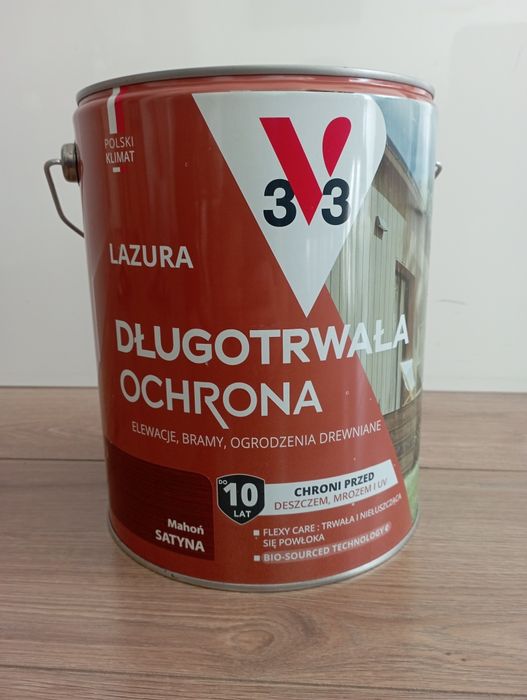 POLSKI
KLIMAT
3V3
LAZURA
DŁUGOTRWAŁA
OCHRONA
ELEWACJE, BRAMY, OGRODZENIA DREWNIANE
DO
10
LAT
CHRONI PRZED
DESZCZEM, MROZEM I UV
FLEXY CARE : TRWAŁA I NIEŁUSZCZĄCA
SIĘ POWŁOKA
BIO-SOURCED TECHNOLOGY
Mahoń
SATYNA